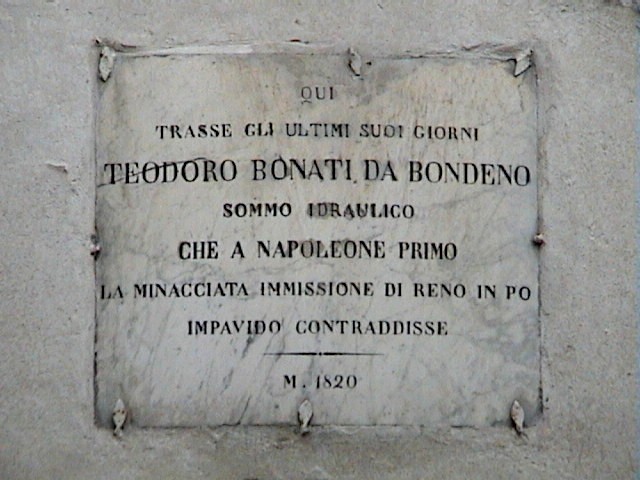 QUI
TRASSE GLI ULTIMI SUOI GIORNI
TEODORO BONATI DA BONDENO
SOMMO IDRAULICO
CHE A NAPOLEONE PRIMO
LA MINACCIATA IMMISSIONE DI RENO IN PO
IMPAVIDO CONTRADDISSE
M. 1820